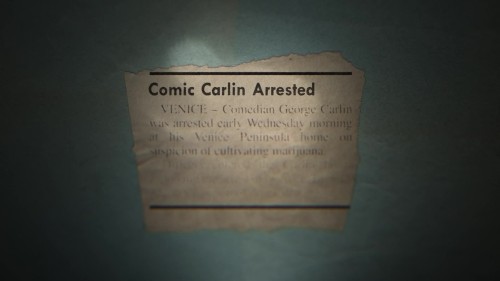 Comic Carlin Arrested
VENICE – Comedian George Carlin
was arrested early Wednesday morning
at his Venice Peninsula home on
suspicion of cultivating marijuana.